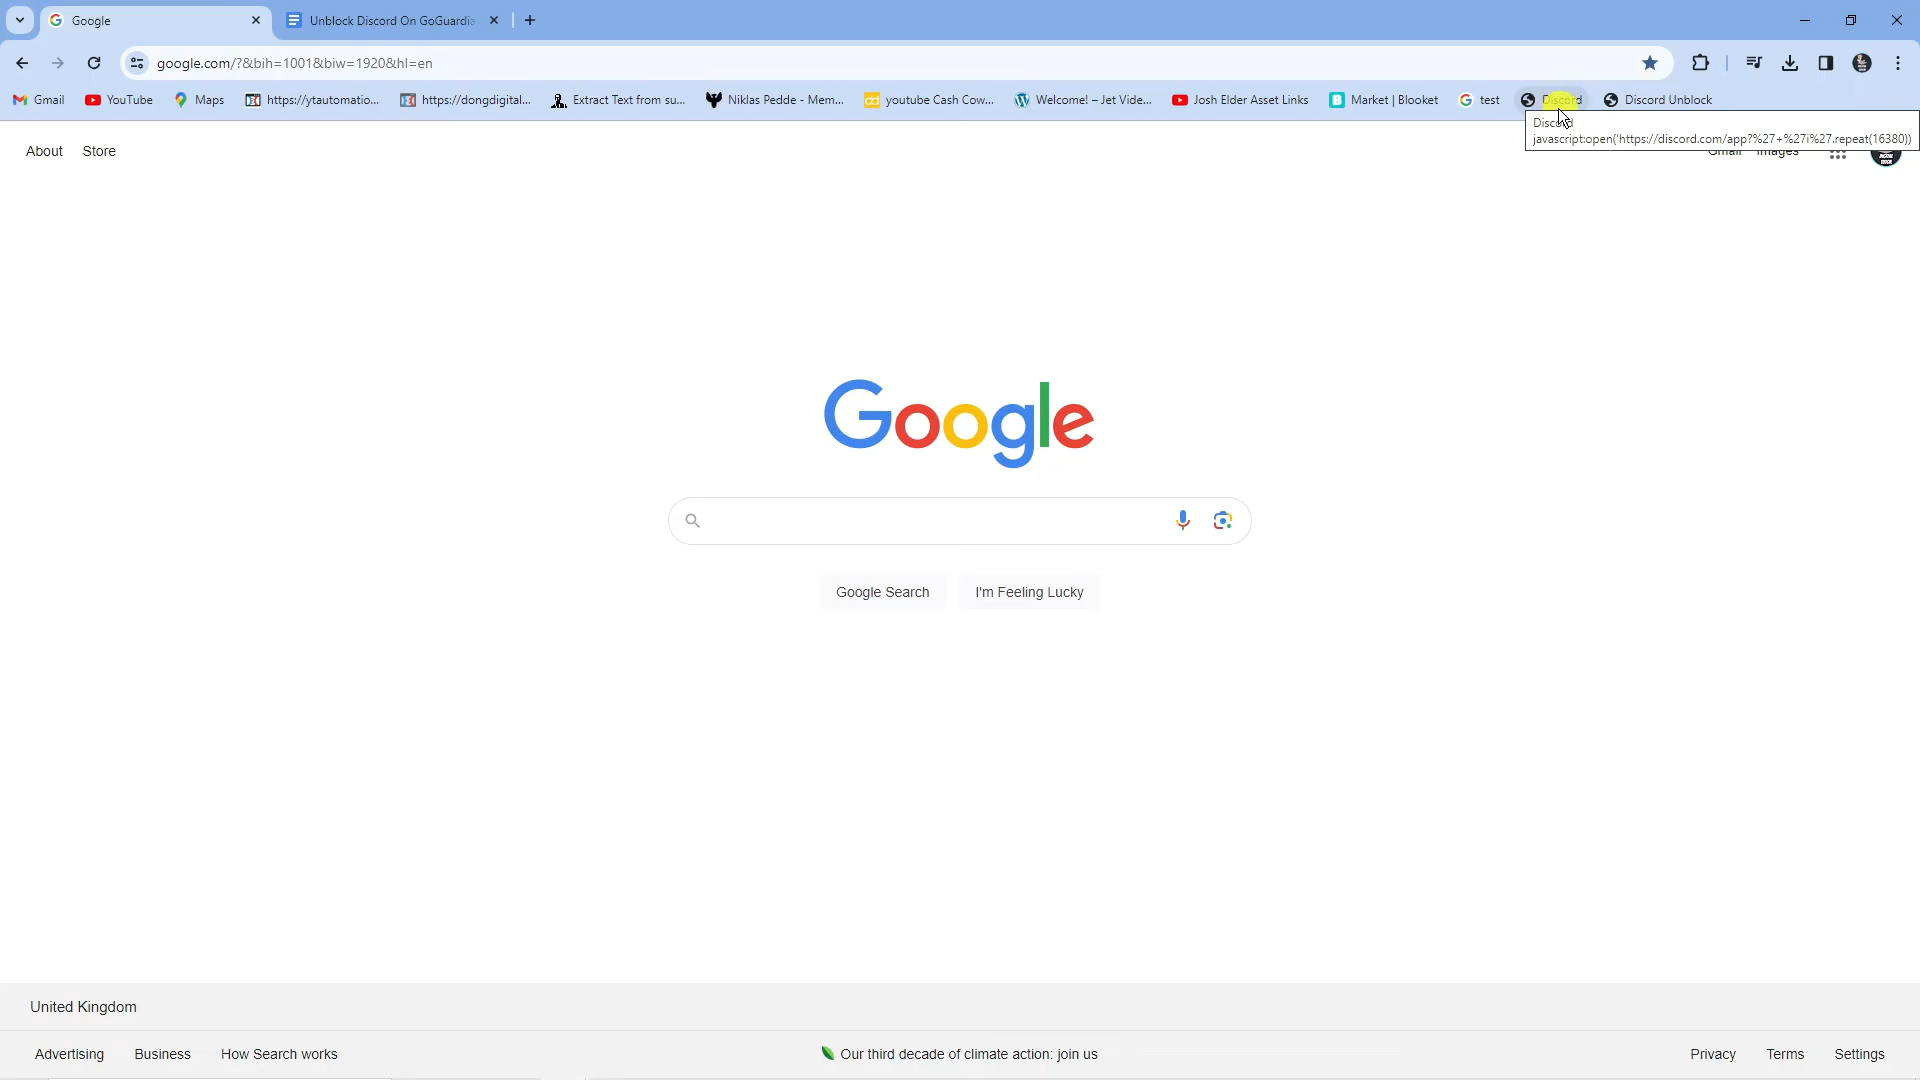 Google
Unblock Discord On GoGuardia
google.com/?&bih=1001&biw=1920&hl=en
Gmail
YouTube
Maps
https://ytautomatio...
https://dongdigital...
Extract Text from su...
Niklas Pedde - Mem...
youtube Cash Cow...
Welcome! – Jet Vide...
Josh Elder Asset Links
Market | Blooket
test
Discord
Discord Unblock
Discord
javascript:open('https://discord.com/app?%27+%27i%27.repeat(16380))
About
Store
Gmail
Images
Google
Google Search
I'm Feeling Lucky
United Kingdom
Advertising
Business
How Search works
Our third decade of climate action: join us
Privacy
Terms
Settings